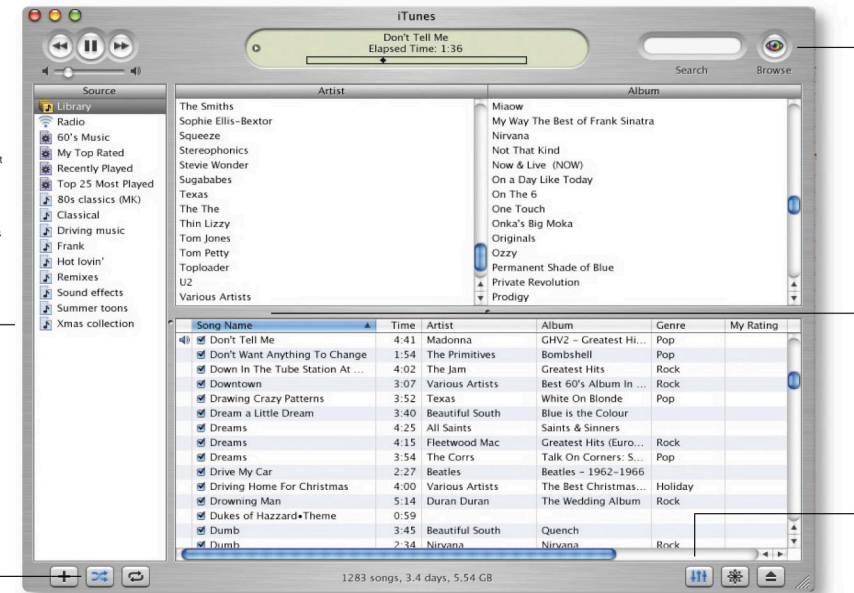 iTunes
Don't Tell Me
Elapsed Time: 1:36
Search
Browse
Source
Library
Radio
60's Music
My Top Rated
Recently Played
Top 25 Most Played
80s classics (MK)
Classical
Driving music
Frank
Hot lovin'
Remixes
Sound effects
Summer toons
Xmas collection
Artist
The Smiths
Sophie Ellis-Bextor
Squeeze
Stereophonics
Stevie Wonder
Sugababes
Texas
The The
Thin Lizzy
Tom Jones
Tom Petty
Toploader
U2
Various Artists
Album
Miaow
My Way The Best of Frank Sinatra
Nirvana
Not That Kind
Now & Live (NOW)
On a Day Like Today
On The 6
One Touch
Onka's Big Moka
Originals
Ozzy
Permanent Shade of Blue
Private Revolution
Prodigy
Song Name Time Artist Album Genre My Rating
Don't Tell Me 4:41 Madonna GHV2 - Greatest Hi... Pop
Don't Want Anything To Change 1:54 The Primitives Bombshell Pop
Down In The Tube Station At ... 4:02 The Jam Greatest Hits Rock
Downtown 3:07 Various Artists Best 60's Album In ... Rock
Drawing Crazy Patterns 3:52 Texas White On Blonde Pop
Dream a Little Dream 3:40 Beautiful South Blue is the Colour
Dreams 4:25 All Saints Saints & Sinners
Dreams 4:15 Fleetwood Mac Greatest Hits (Euro... Rock
Dreams 3:54 The Corrs Talk On Corners: S... Pop
Drive My Car 2:27 Beatles Beatles - 1962-1966
Driving Home For Christmas 4:00 Various Artists The Best Christmas... Holiday
Drowning Man 5:14 Duran Duran The Wedding Album Rock
Dukes of Hazzard•Theme 0:59
Dumb 3:45 Beautiful South Quench
Dumb 2:34 Nirvana Nirvana Rock
1283 songs, 3.4 days, 5.54 GB